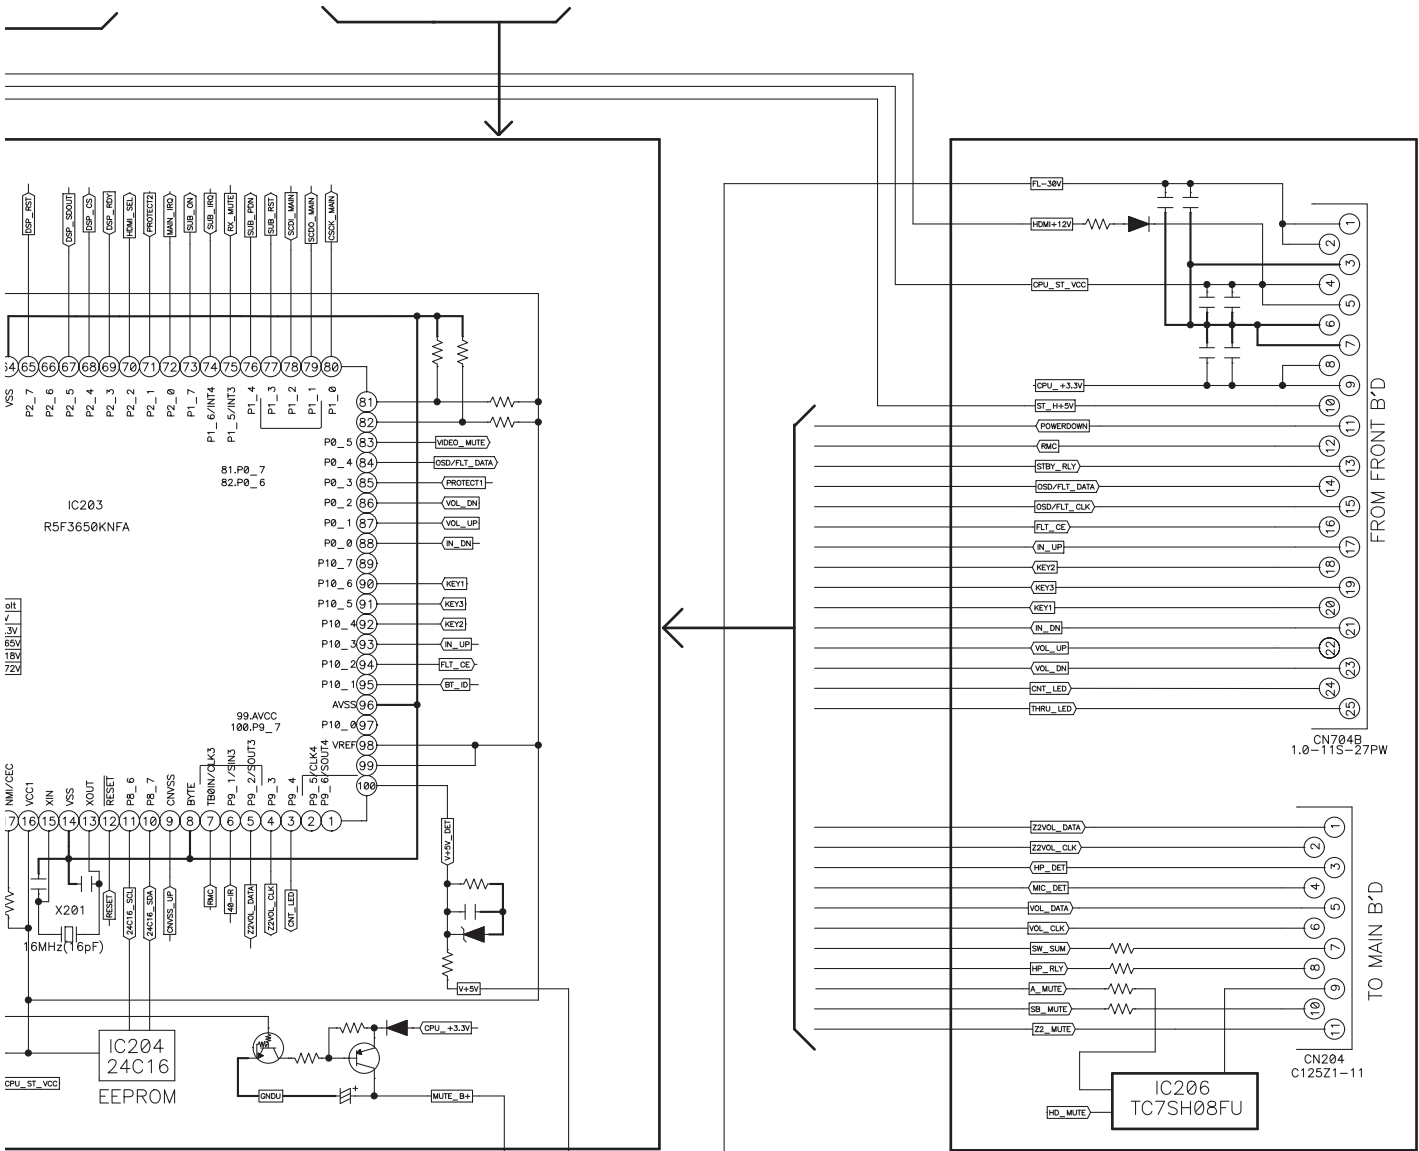 DSP_RST
DSP_SDOUT
DSP_CS
DSP_RDY
HDMI_SEL
PROTECT2
MAIN_IRQ
SUB_ON
SUB_IRQ
RX_MUTE
SUB_PDN
SUB_RST
SCDI_MAIN
SCDO_MAIN
CSCK_MAIN
64 65 66 67 68 69 70 71 72 73 74 75 76 77 78 79 80
VSS
P2_7
P2_6
P2_5
P2_4
P2_3
P2_2
P2_1
P2_0
P1_7
P1_6/INT4
P1_5/INT3
P1_4
P1_3
P1_2
P1_1
P1_0
81
82
P0_5 83 VIDEO_MUTE
P0_4 84 OSD/FLT_DATA
P0_3 85 PROTECT1
P0_2 86 VOL_DN
P0_1 87 VOL_UP
P0_0 88 IN_DN
P10_7 89
P10_6 90 KEY1
P10_5 91 KEY3
P10_4 92 KEY2
P10_3 93 IN_UP
P10_2 94 FLT_CE
P10_1 95 BT_ID
AVSS 96
P10_0 97
VREF 98
99
100
81.P0_7
82.P0_6
IC203
R5F3650KNFA
olt
V
.3V
65V
18V
72V
99.AVCC
100.P9_7
NMI/CEC
VCC1
XIN
VSS
XOUT
RESET
P8_6
P8_7
CNVSS
BYTE
TB0IN/CLK3
P9_1/SIN3
P9_2/SOUT3
P9_3
P9_4
P9_5/CLK4
P9_6/SOUT4
17 16 15 14 13 12 11 10 9 8 7 6 5 4 3 2 1
X201
16MHz(16pF)
RESET
24C16_SCL
24C16_SDA
CNVSS_UP
RMC
40-IR
Z2VOL_DATA
Z2VOL_CLK
CNT_LED
V+5V_DET
V+5V
IC204
24C16
EEPROM
CPU_ST_VCC
CPU_+3.3V
GNDU
+
MUTE_B+
FL-30V
HDMI+12V
CPU_ST_VCC
CPU_+3.3V
ST_H+5V
POWERDOWN
RMC
STBY_RLY
OSD/FLT_DATA
OSD/FLT_CLK
FLT_CE
IN_UP
KEY2
KEY3
KEY1
IN_DN
VOL_UP
VOL_DN
CNT_LED
THRU_LED
1
2
3
4
5
6
7
8
9
10
11
12
13
14
15
16
17
18
19
20
21
22
23
24
25
FROM FRONT B'D
CN704B
1.0-11S-27PW
Z2VOL_DATA 1
Z2VOL_CLK 2
HP_DET 3
MIC_DET 4
VOL_DATA 5
VOL_CLK 6
SW_SUM 7
HP_RLY 8
A_MUTE 9
SB_MUTE 10
Z2_MUTE 11
TO MAIN B'D
CN204
C125Z1-11
IC206
TC7SH08FU
HD_MUTE